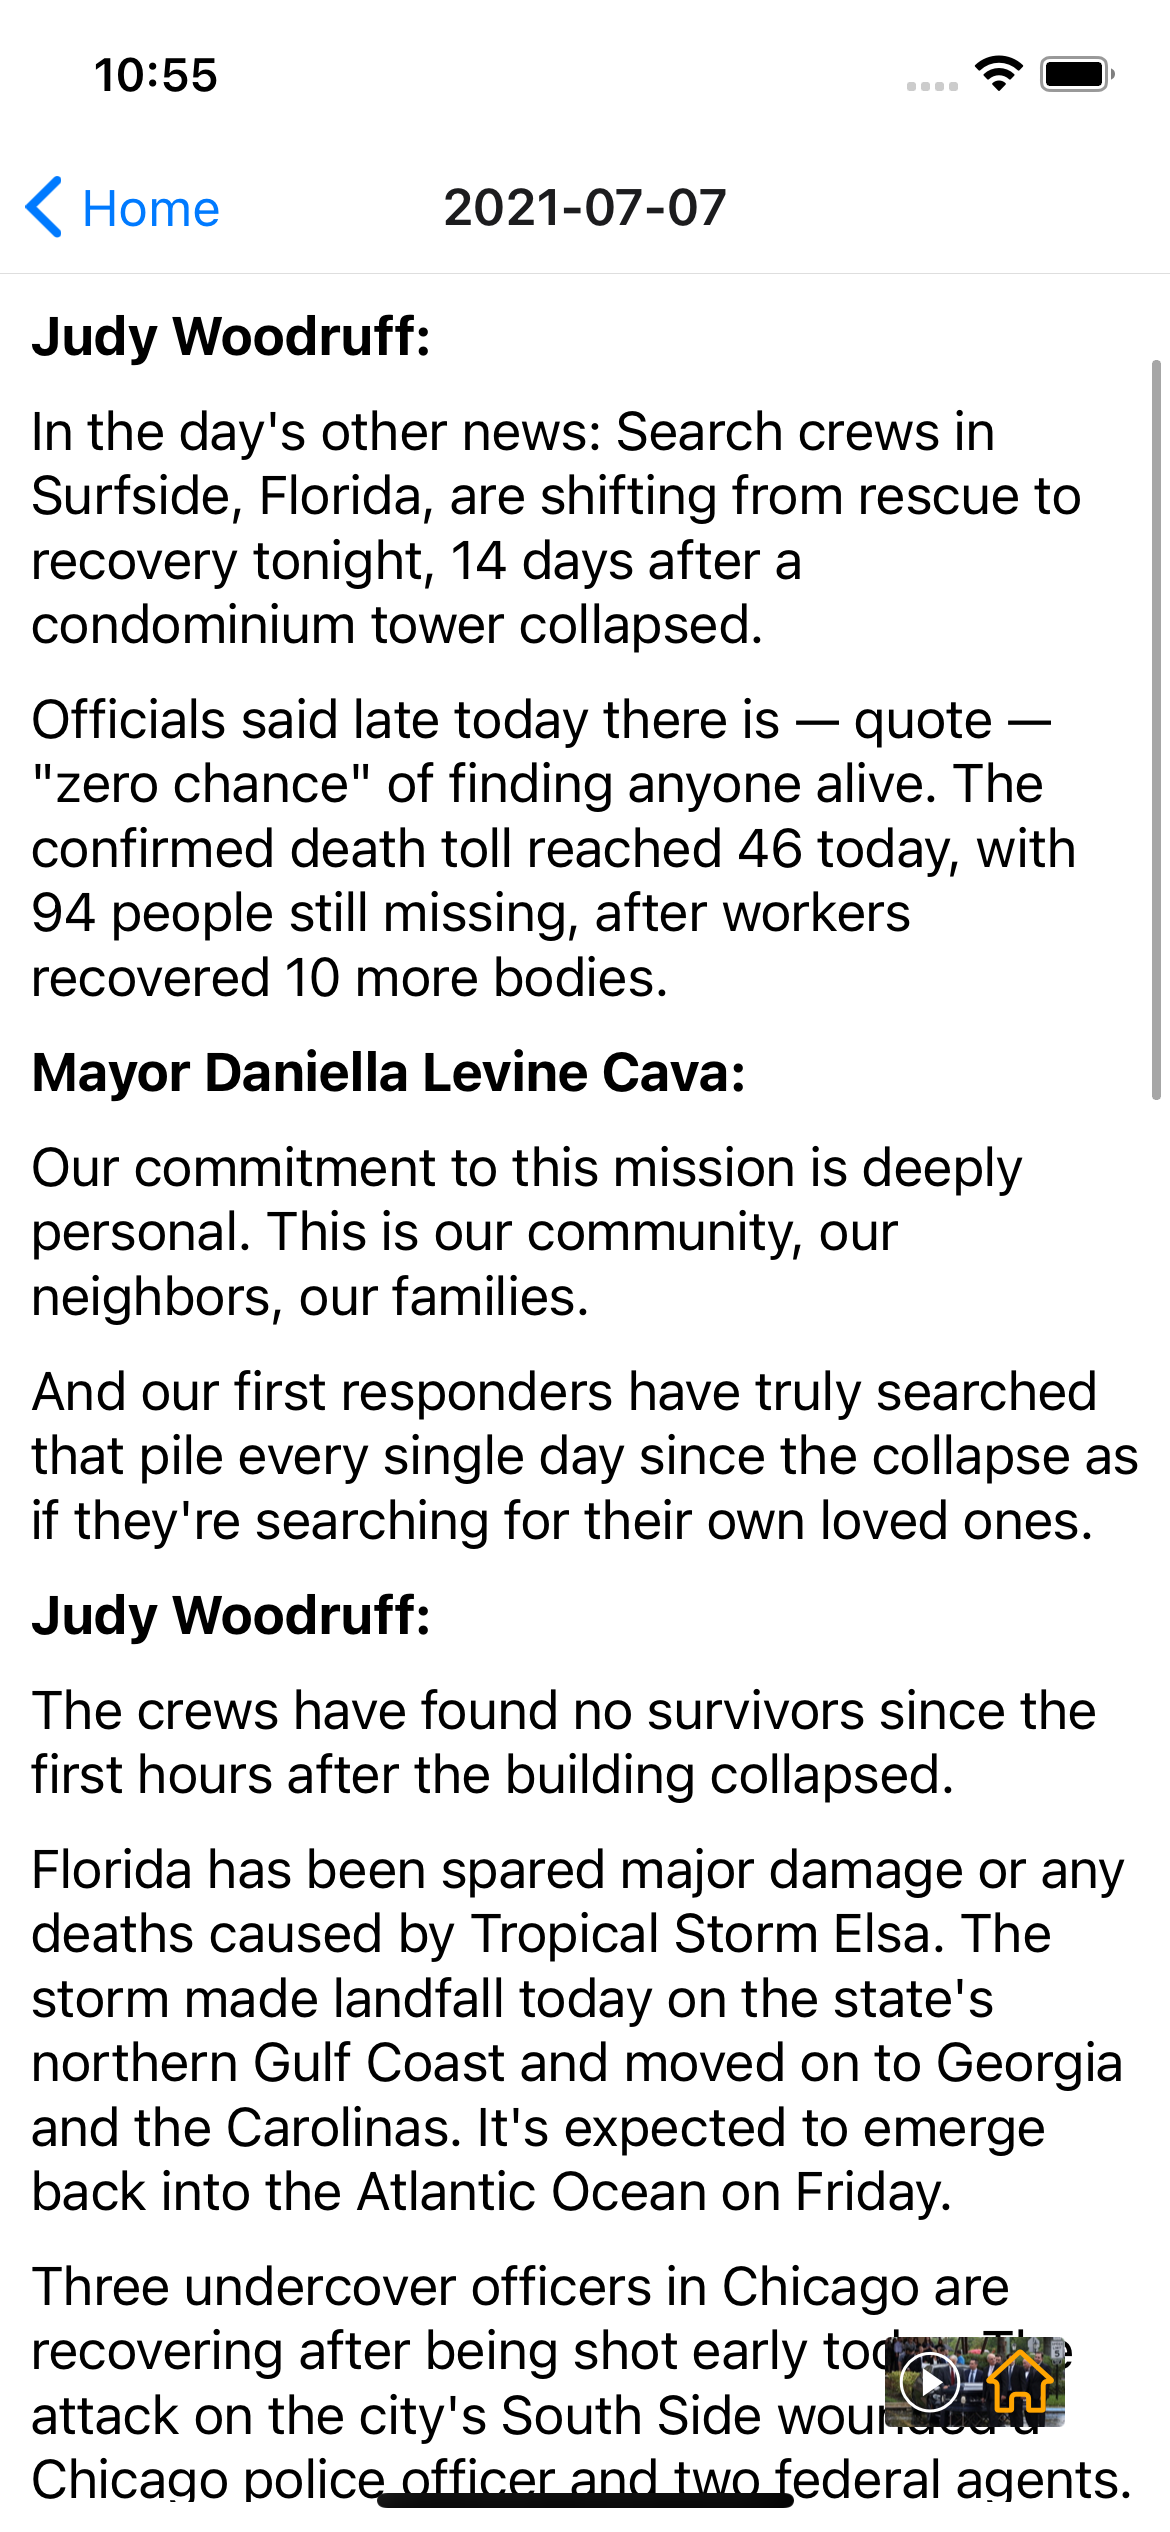 10:55
Home
2021-07-07
Judy Woodruff:
In the day's other news: Search crews in
Surfside, Florida, are shifting from rescue to
recovery tonight, 14 days after a
condominium tower collapsed.
Officials said late today there is — quote —
"zero chance" of finding anyone alive. The
confirmed death toll reached 46 today, with
94 people still missing, after workers
recovered 10 more bodies.
Mayor Daniella Levine Cava:
Our commitment to this mission is deeply
personal. This is our community, our
neighbors, our families.
And our first responders have truly searched
that pile every single day since the collapse as
if they're searching for their own loved ones.
Judy Woodruff:
The crews have found no survivors since the
first hours after the building collapsed.
Florida has been spared major damage or any
deaths caused by Tropical Storm Elsa. The
storm made landfall today on the state's
northern Gulf Coast and moved on to Georgia
and the Carolinas. It's expected to emerge
back into the Atlantic Ocean on Friday.
Three undercover officers in Chicago are
recovering after being shot early
attack on the city's South Side
Chicago police officer and two federal agents.